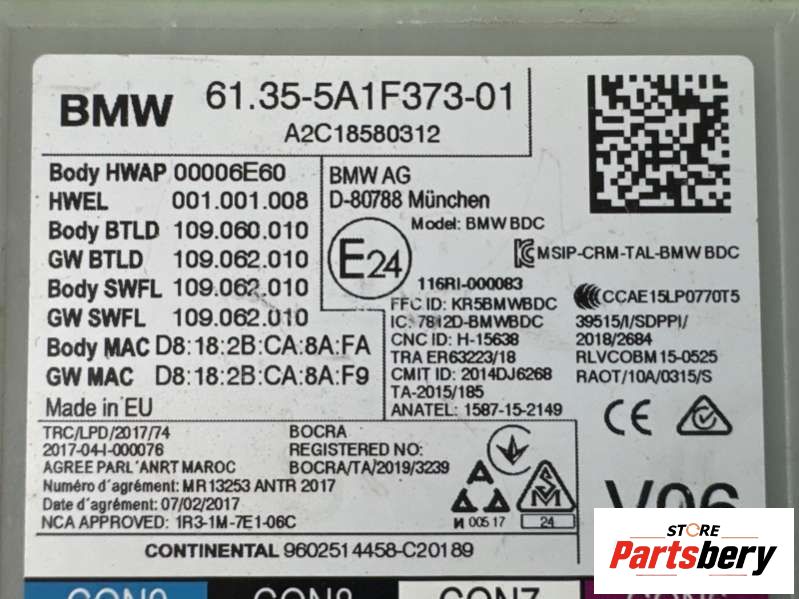 BMW 61.35-5A1F373-01
A2C18580312
Body HWAP 00006E60
HWEL 001.001.008
Body BTLD 109.060.010
GW BTLD 109.062.010
Body SWFL 109.062.010
GW SWFL 109.062.010
Body MAC D8:18:2B:CA:8A:FA
GW MAC D8:18:2B:CA:8A:F9
Made in EU
BMW AG
D-80788 München
Model: BMW BDC
E24
MSIP-CRM-TAL-BMW BDC
116RI-000083
FFC ID: KR5BMWBDC
IC: 7812D-BMWBDC
CNC ID: H-15638
TRA ER63223/18
CMIT ID: 2014DJ6268
TA-2015/185
ANATEL: 1587-15-2149
CCAE15LP0770T5
39515/I/SDPPI/
2018/2684
RLVCOBM15-0525
RAOT/10A/0315/S
CE
TRC/LPD/2017/74
2017-04-I-000076
AGREE PARL'ANRT MAROC
Numéro d'agrément: MR13253 ANTR 2017
Date d'agrément: 07/02/2017
NCA APPROVED: 1R3-1M-7E1-06C
BOCRA
REGISTERED NO:
BOCRA/TA/2019/3239
И 005 17
24
V06
CONTINENTAL 9602514458-C20189
CON9 CON8 CON7 CON6
STORE
Partsbery